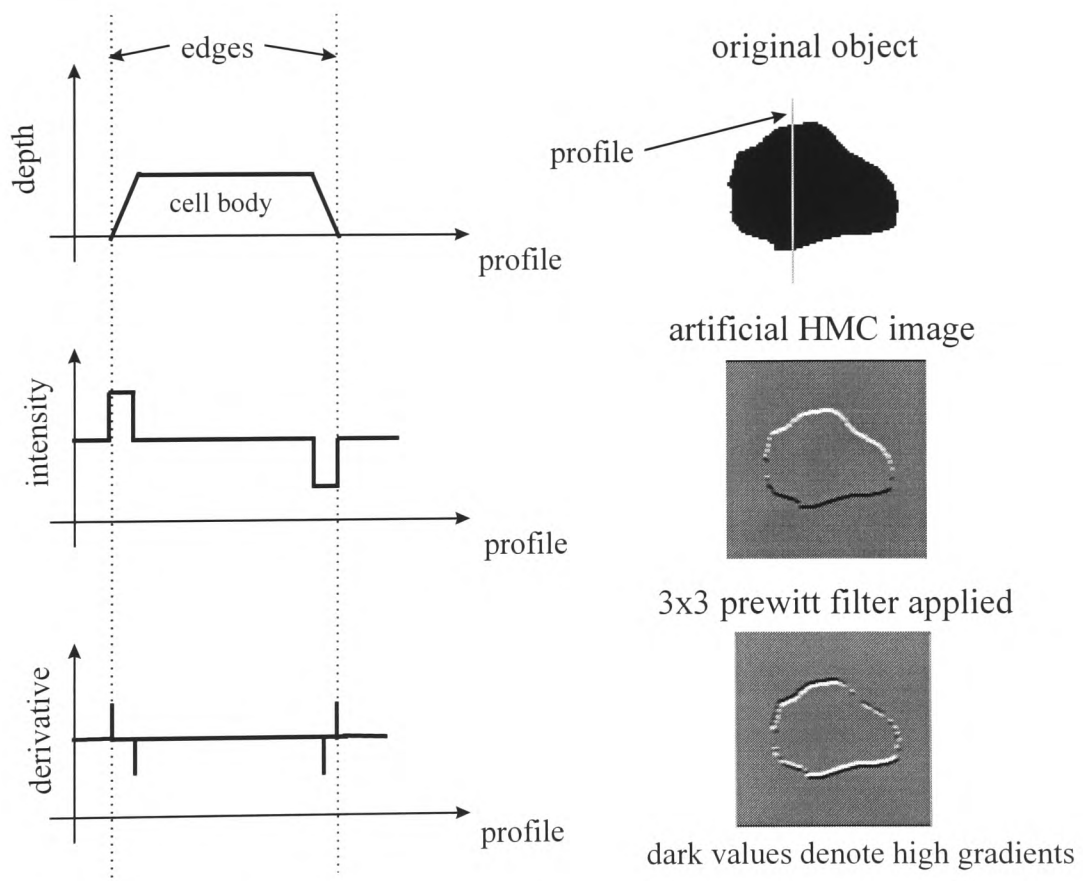 edges
depth
cell body
profile
original object
profile
artificial HMC image
intensity
profile
3x3 prewitt filter applied
derivative
profile
dark values denote high gradients